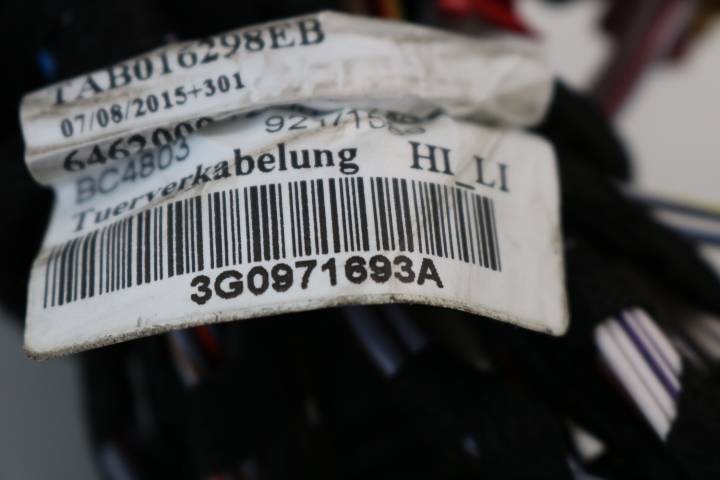 TAB016298EB
07/08/2015+301
BC4803
Tuerverkabelung HI_LI
3G0971693A